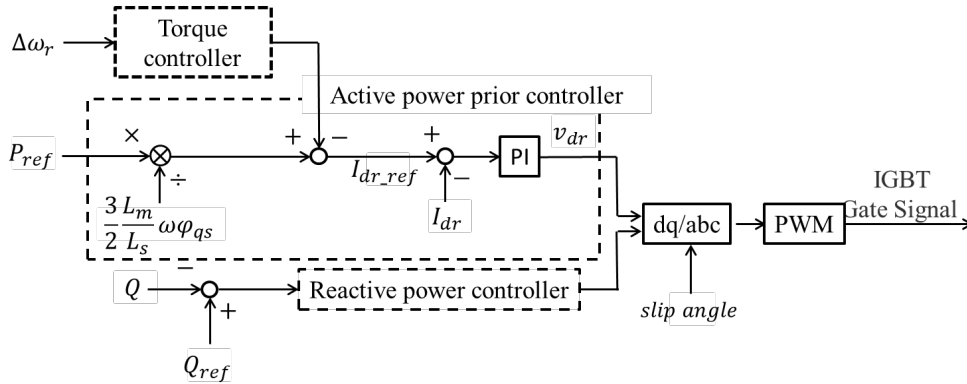 Δω_r
Torque
controller
Active power prior controller
P_ref
×
÷
+
−
I_dr_ref
+
−
I_dr
PI
v_dr
3/2 L_m/L_s ωφ_qs
dq/abc
PWM
IGBT
Gate Signal
Q
−
+
Reactive power controller
slip angle
Q_ref